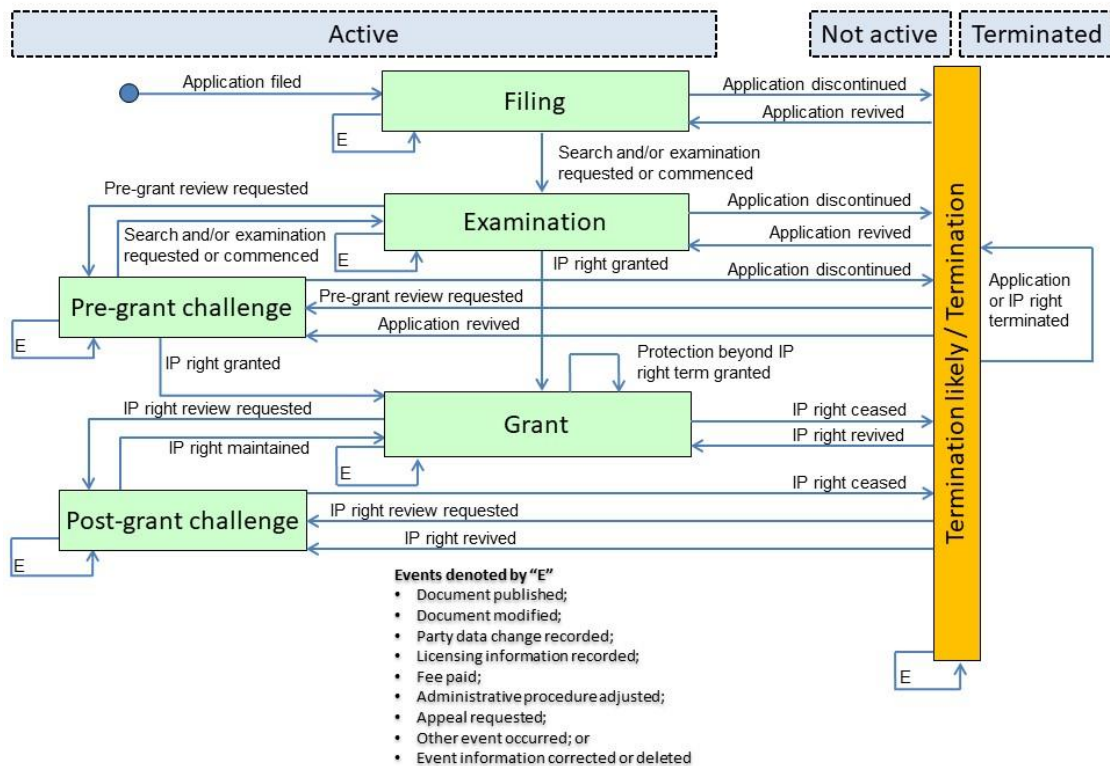 Active
Not active
Terminated
Application filed
Filing
Application discontinued
Application revived
E
Search and/or examination
requested or commenced
Pre-grant review requested
Examination
Application discontinued
Application revived
Search and/or examination
requested or commenced
E
IP right granted
Application discontinued
Pre-grant challenge
Pre-grant review requested
Application revived
E
Application
or IP right
terminated
Termination likely / Termination
IP right granted
Protection beyond IP
right term granted
IP right review requested
Grant
IP right ceased
IP right revived
IP right maintained
E
IP right ceased
Post-grant challenge
IP right review requested
IP right revived
E
Events denoted by “E”
• Document published;
• Document modified;
• Party data change recorded;
• Licensing information recorded;
• Fee paid;
• Administrative procedure adjusted;
• Appeal requested;
• Other event occurred; or
• Event information corrected or deleted
E